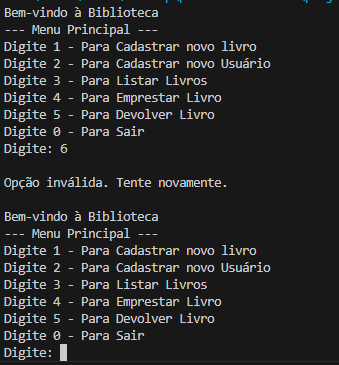 Bem-vindo à Biblioteca
--- Menu Principal ---
Digite 1 - Para Cadastrar novo livro
Digite 2 - Para Cadastrar novo Usuário
Digite 3 - Para Listar Livros
Digite 4 - Para Emprestar Livro
Digite 5 - Para Devolver Livro
Digite 0 - Para Sair
Digite: 6
Opção inválida. Tente novamente.
Bem-vindo à Biblioteca
--- Menu Principal ---
Digite 1 - Para Cadastrar novo livro
Digite 2 - Para Cadastrar novo Usuário
Digite 3 - Para Listar Livros
Digite 4 - Para Emprestar Livro
Digite 5 - Para Devolver Livro
Digite 0 - Para Sair
Digite: